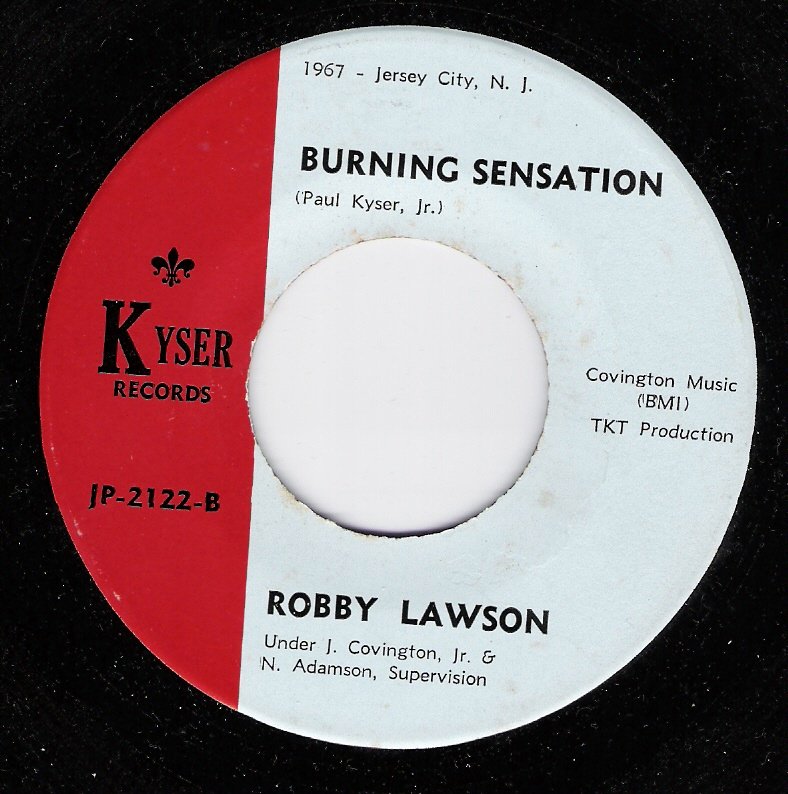 1967 - Jersey City, N. J.
BURNING SENSATION
(Paul Kyser, Jr.)
KYSER
RECORDS
Covington Music
(BMI)
TKT Production
JP-2122-B
ROBBY LAWSON
Under J. Covington, Jr. &
N. Adamson, Supervision